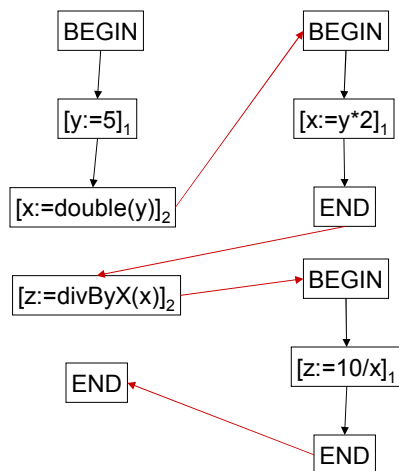 BEGIN
[y:=5]₁
[x:=double(y)]₂
BEGIN
[x:=y*2]₁
END
[z:=divByX(x)]₂
BEGIN
[z:=10/x]₁
END
END